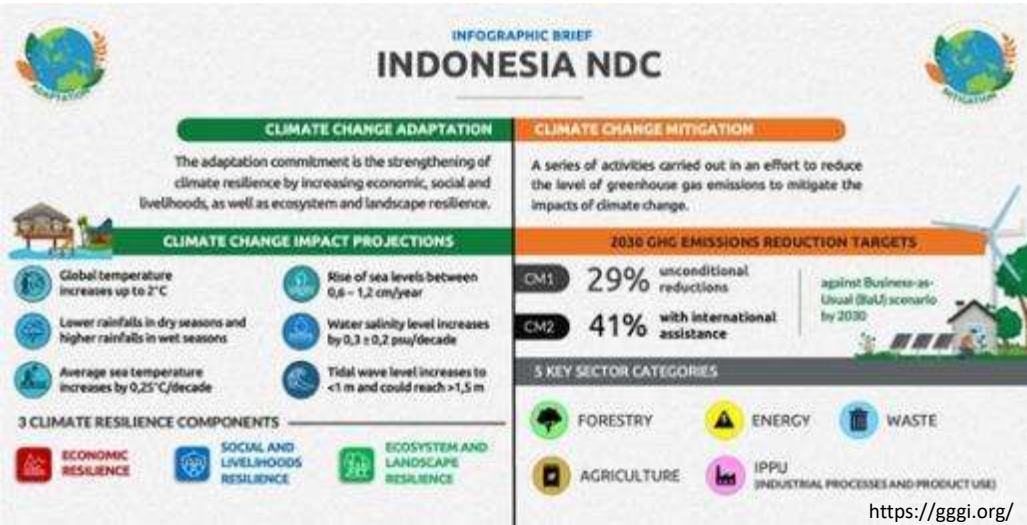 INFOGRAPHIC BRIEF
INDONESIA NDC
ADAPTATION
MITIGATION
CLIMATE CHANGE ADAPTATION
The adaptation commitment is the strengthening of
climate resilience by increasing economic, social and
livelihoods, as well as ecosystem and landscape resilience.
CLIMATE CHANGE IMPACT PROJECTIONS
Global temperature
increases up to 2°C
Lower rainfalls in dry seasons and
higher rainfalls in wet seasons
Average sea temperature
increases by 0,25°C/decade
Rise of sea levels between
0,6 – 1,2 cm/year
Water salinity level increases
by 0,3 ± 0,2 psu/decade
Tidal wave level increases to
<1 m and could reach >1,5 m
3 CLIMATE RESILIENCE COMPONENTS
ECONOMIC
RESILIENCE
SOCIAL AND
LIVELIHOODS
RESILIENCE
ECOSYSTEM AND
LANDSCAPE
RESILIENCE
CLIMATE CHANGE MITIGATION
A series of activities carried out in an effort to reduce
the level of greenhouse gas emissions to mitigate the
impacts of climate change.
2030 GHG EMISSIONS REDUCTION TARGETS
CM1
29% unconditional
reductions
CM2
41% with international
assistance
against Business-as-
Usual (BaU) scenario
by 2030
5 KEY SECTOR CATEGORIES
FORESTRY
ENERGY
WASTE
AGRICULTURE
IPPU
(INDUSTRIAL PROCESSES AND PRODUCT USE)
https://gggi.org/